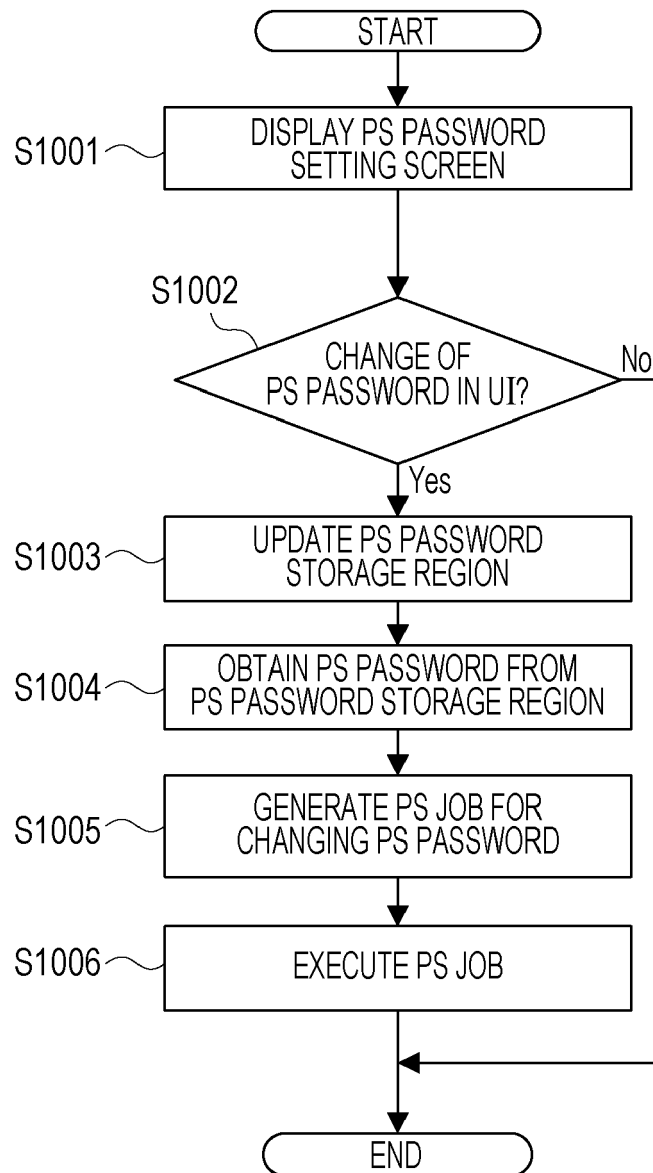 START
S1001
DISPLAY PS PASSWORD
SETTING SCREEN
S1002
CHANGE OF
PS PASSWORD IN UI?
No
Yes
S1003
UPDATE PS PASSWORD
STORAGE REGION
S1004
OBTAIN PS PASSWORD FROM
PS PASSWORD STORAGE REGION
S1005
GENERATE PS JOB FOR
CHANGING PS PASSWORD
S1006
EXECUTE PS JOB
END